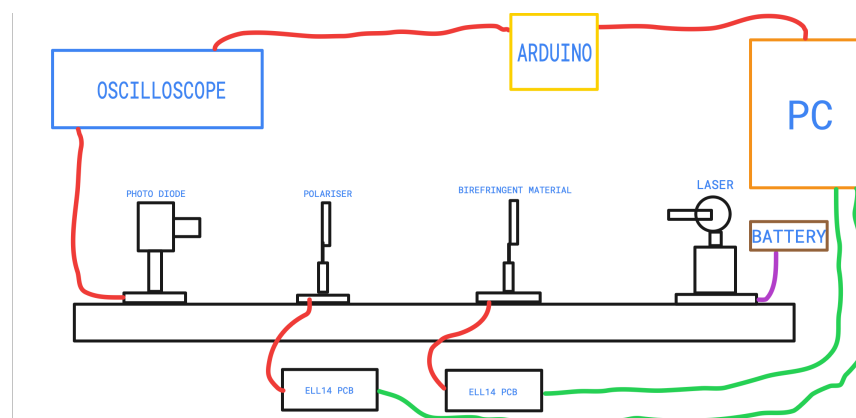 ARDUINO
OSCILLOSCOPE
PC
PHOTO DIODE
POLARISER
BIREFRINGENT MATERIAL
LASER
BATTERY
ELL14 PCB
ELL14 PCB